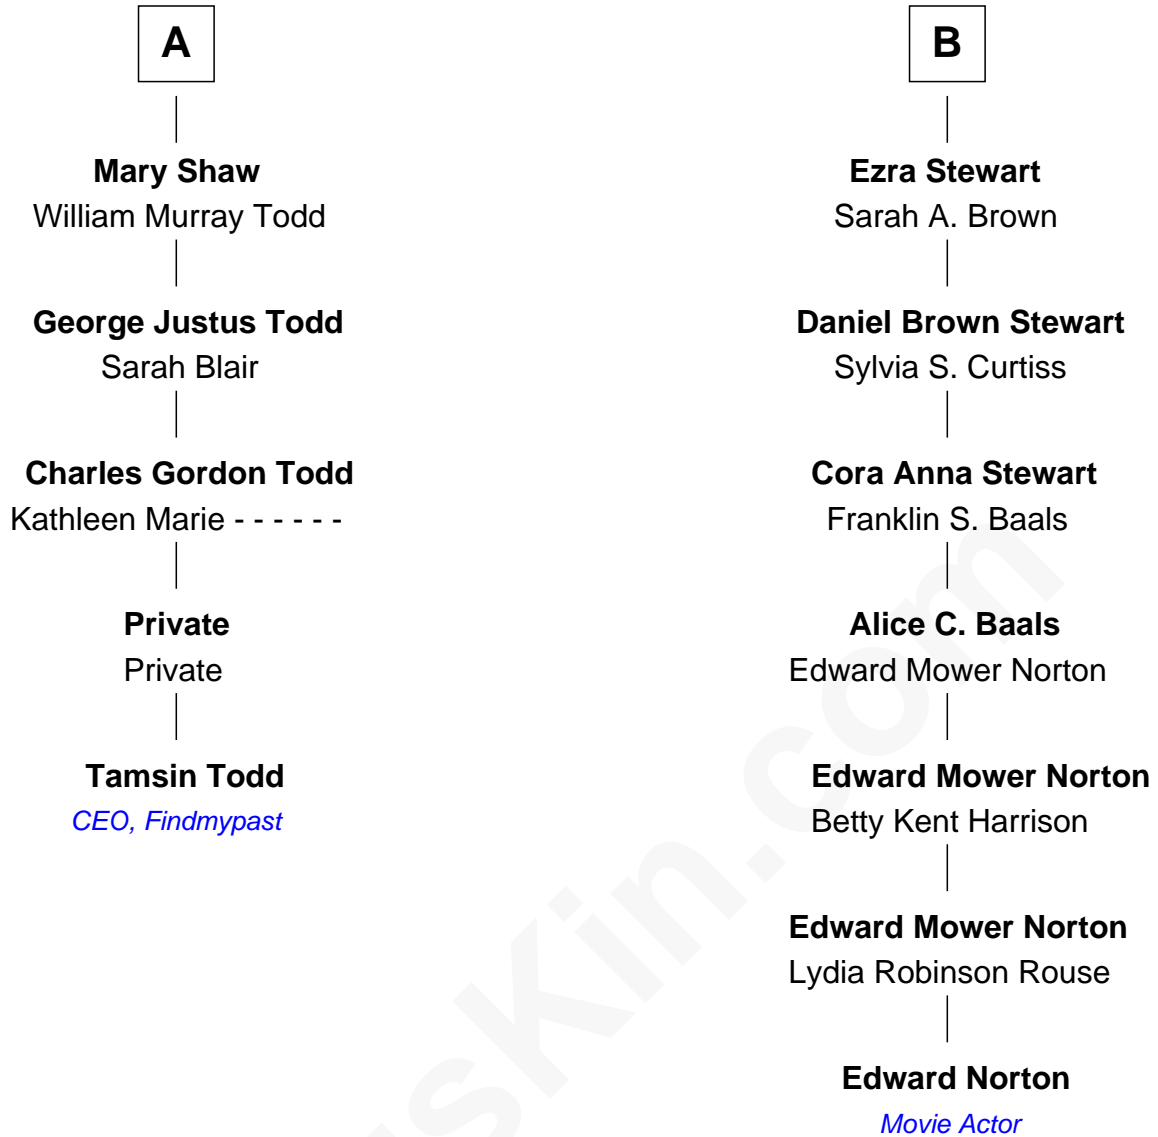 A
Mary Shaw
William Murray Todd
George Justus Todd
Sarah Blair
Charles Gordon Todd
Kathleen Marie - - - - - -
Private
Private
Tamsin Todd
CEO, Findmypast
B
Ezra Stewart
Sarah A. Brown
Daniel Brown Stewart
Sylvia S. Curtiss
Cora Anna Stewart
Franklin S. Baals
Alice C. Baals
Edward Mower Norton
Edward Mower Norton
Betty Kent Harrison
Edward Mower Norton
Lydia Robinson Rouse
Edward Norton
Movie Actor